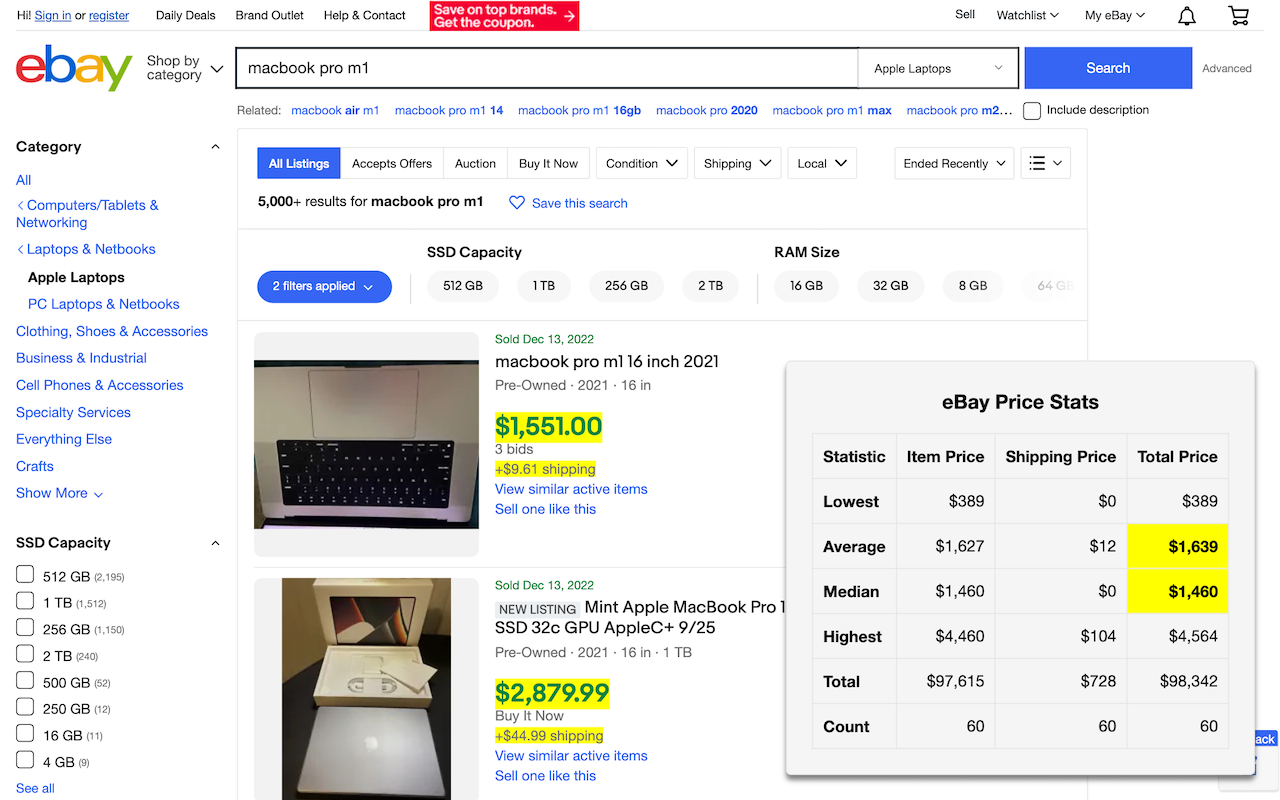 Hi! Sign in or register
Daily Deals
Brand Outlet
Help & Contact
Save on top brands.
Get the coupon.
Sell
Watchlist
My eBay
ebay
Shop by
category
macbook pro m1
Apple Laptops
Search
Advanced
Related:
macbook air m1
macbook pro m1 14
macbook pro m1 16gb
macbook pro 2020
macbook pro m1 max
macbook pro m2...
Include description
Category
All
Computers/Tablets &
Networking
Laptops & Netbooks
Apple Laptops
PC Laptops & Netbooks
Clothing, Shoes & Accessories
Business & Industrial
Cell Phones & Accessories
Specialty Services
Everything Else
Crafts
Show More
SSD Capacity
512 GB (2,195)
1 TB (1,512)
256 GB (1,150)
2 TB (240)
500 GB (52)
250 GB (12)
16 GB (11)
4 GB (9)
See all
All Listings
Accepts Offers
Auction
Buy It Now
Condition
Shipping
Local
Ended Recently
5,000+ results for macbook pro m1
Save this search
2 filters applied
SSD Capacity
512 GB
1 TB
256 GB
2 TB
RAM Size
16 GB
32 GB
8 GB
64 GB
Sold Dec 13, 2022
macbook pro m1 16 inch 2021
Pre-Owned · 2021 · 16 in
$1,551.00
3 bids
+$9.61 shipping
View similar active items
Sell one like this
Sold Dec 13, 2022
NEW LISTING Mint Apple MacBook Pro 1
SSD 32c GPU AppleC+ 9/25
Pre-Owned · 2021 · 16 in · 1 TB
$2,879.99
Buy It Now
+$44.99 shipping
View similar active items
Sell one like this
eBay Price Stats
Statistic Item Price Shipping Price Total Price
Lowest $389 $0 $389
Average $1,627 $12 $1,639
Median $1,460 $0 $1,460
Highest $4,460 $104 $4,564
Total $97,615 $728 $98,342
Count 60 60 60
ack